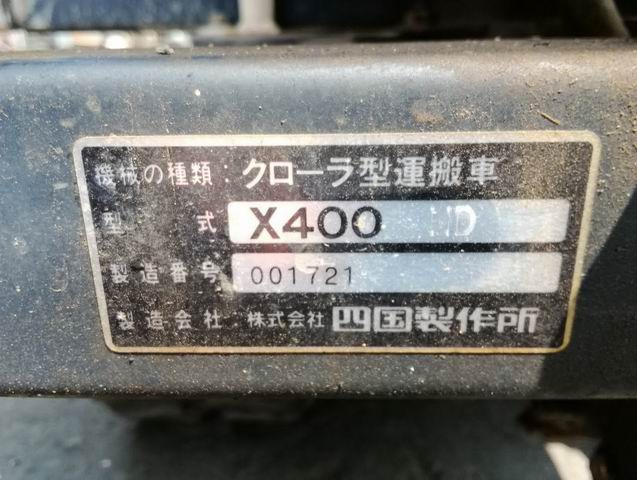 機械の種類：クローラ型運搬車
型式 X400 HD
製造番号 001721
製造会社 株式会社 四国製作所